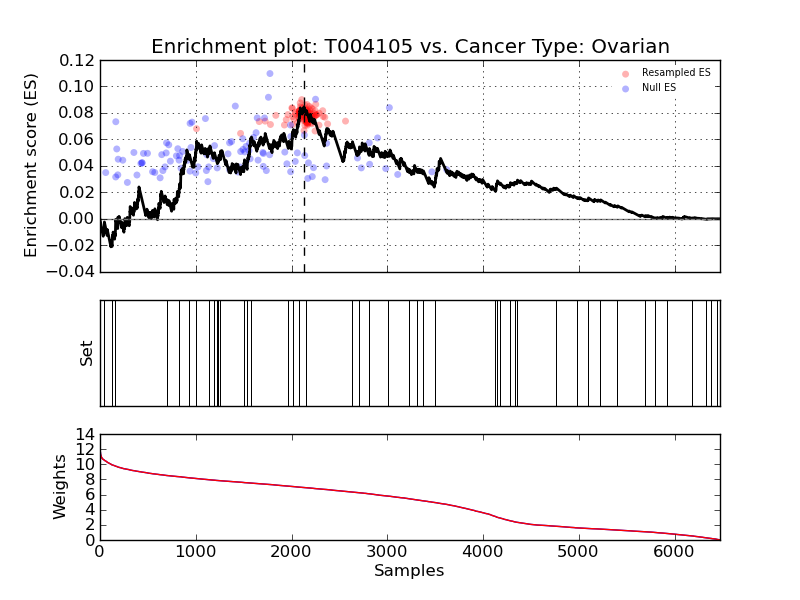 Enrichment plot: T004105 vs. Cancer Type: Ovarian
Enrichment score (ES)
0.12
0.10
0.08
0.06
0.04
0.02
0.00
−0.02
−0.04
Resampled ES
Null ES
Set
Weights
14
12
10
8
6
4
2
0
0 1000 2000 3000 4000 5000 6000
Samples